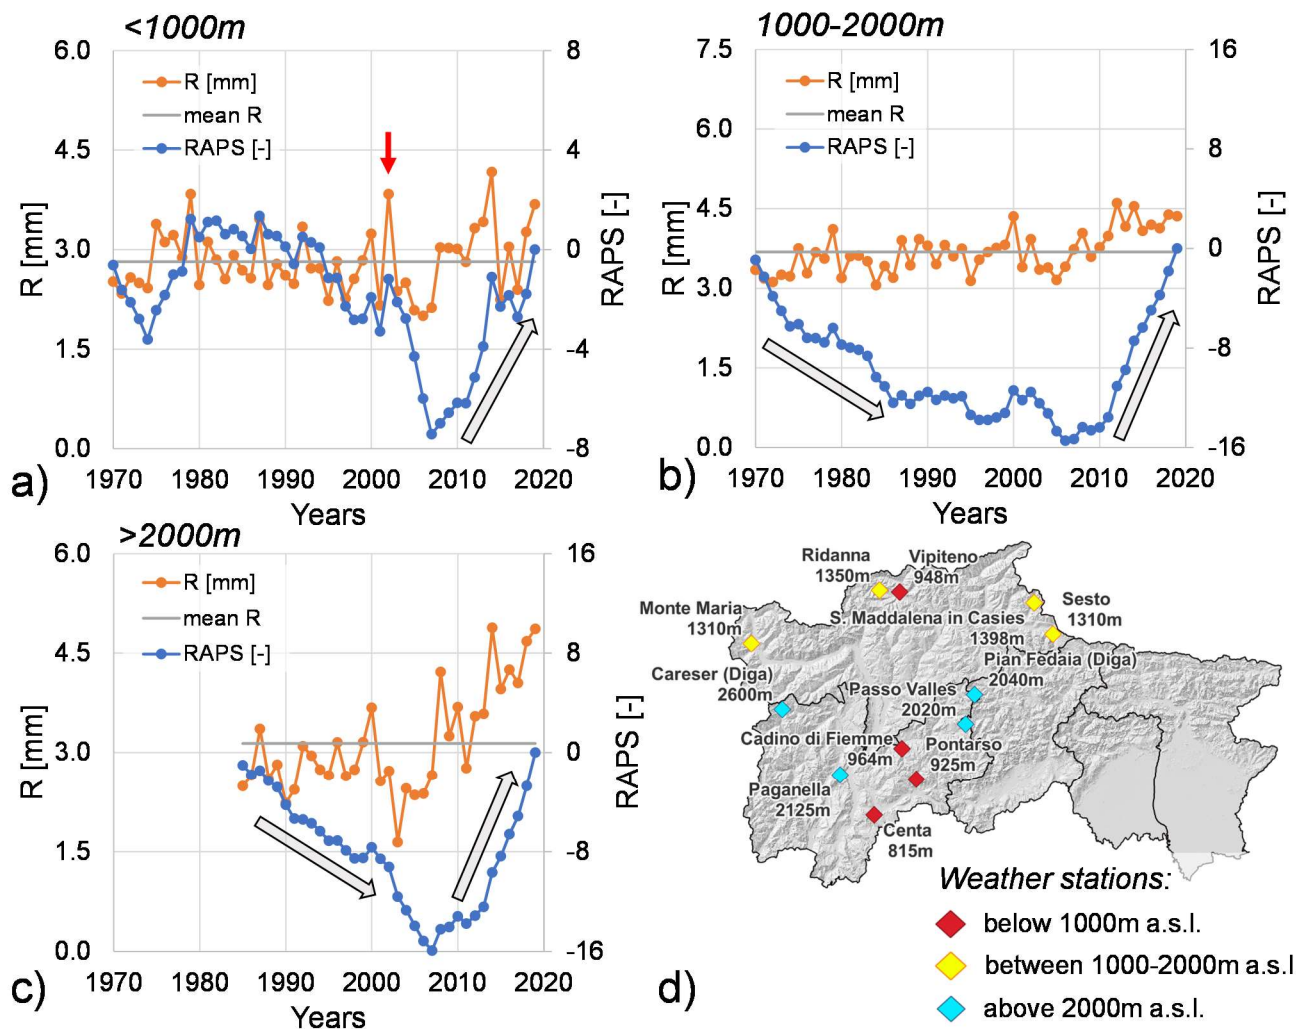 <1000m
6.0
4.5
3.0
1.5
0.0
8
4
0
-4
-8
R [mm]
mean R
RAPS [-]
R [mm]
RAPS [-]
1970 1980 1990 2000 2010 2020
Years
a)
1000-2000m
7.5
6.0
4.5
3.0
1.5
0.0
16
8
0
-8
-16
R [mm]
mean R
RAPS [-]
R [mm]
RAPS [-]
1970 1980 1990 2000 2010 2020
Years
b)
>2000m
6.0
4.5
3.0
1.5
0.0
16
8
0
-8
-16
R [mm]
mean R
RAPS [-]
R [mm]
RAPS [-]
1970 1980 1990 2000 2010 2020
Years
c)
Ridanna
1350m
Vipiteno
948m
Monte Maria
1310m
S. Maddalena in Casies
1398m
Sesto
1310m
Careser (Diga)
2600m
Pian Fedaia (Diga)
2040m
Passo Valles
2020m
Cadino di Fiemme
964m
Pontarso
925m
Paganella
2125m
Centa
815m
Weather stations:
below 1000m a.s.l.
between 1000-2000m a.s.l
above 2000m a.s.l.
d)